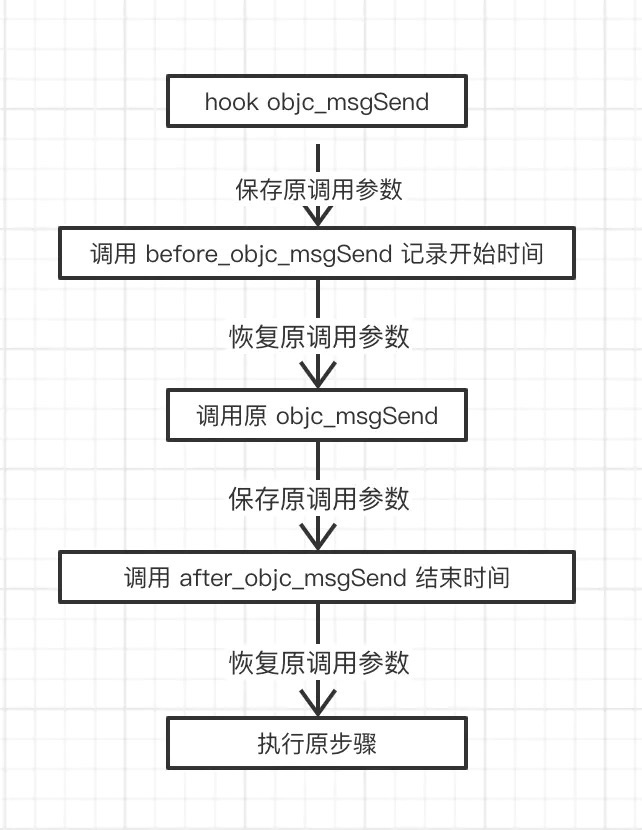 hook objc_msgSend
保存原调用参数
调用 before_objc_msgSend 记录开始时间
恢复原调用参数
调用原 objc_msgSend
保存原调用参数
调用 after_objc_msgSend 结束时间
恢复原调用参数
执行原步骤